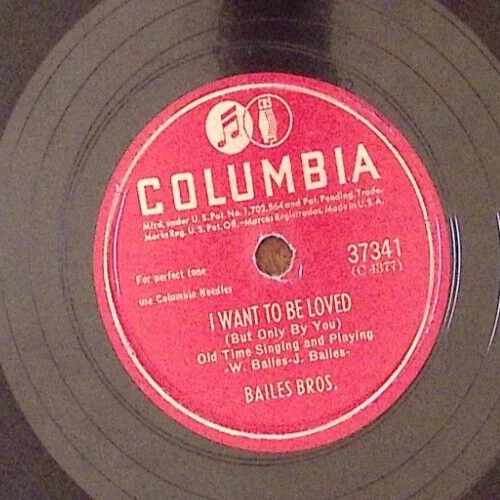 COLUMBIA
Mfrd. under U.S. Pat. No. 1,702,564 and Pat. Pending. Trade-
Marks Reg. U.S. Pat. Off.—Marcas Registradas. Made in U.S.A.
37341
(C 4377)
For perfect tone
use Columbia Needles
I WANT TO BE LOVED
(But Only By You)
Old Time Singing and Playing
-W. Bailes-J. Bailes-
BAILES BROS.